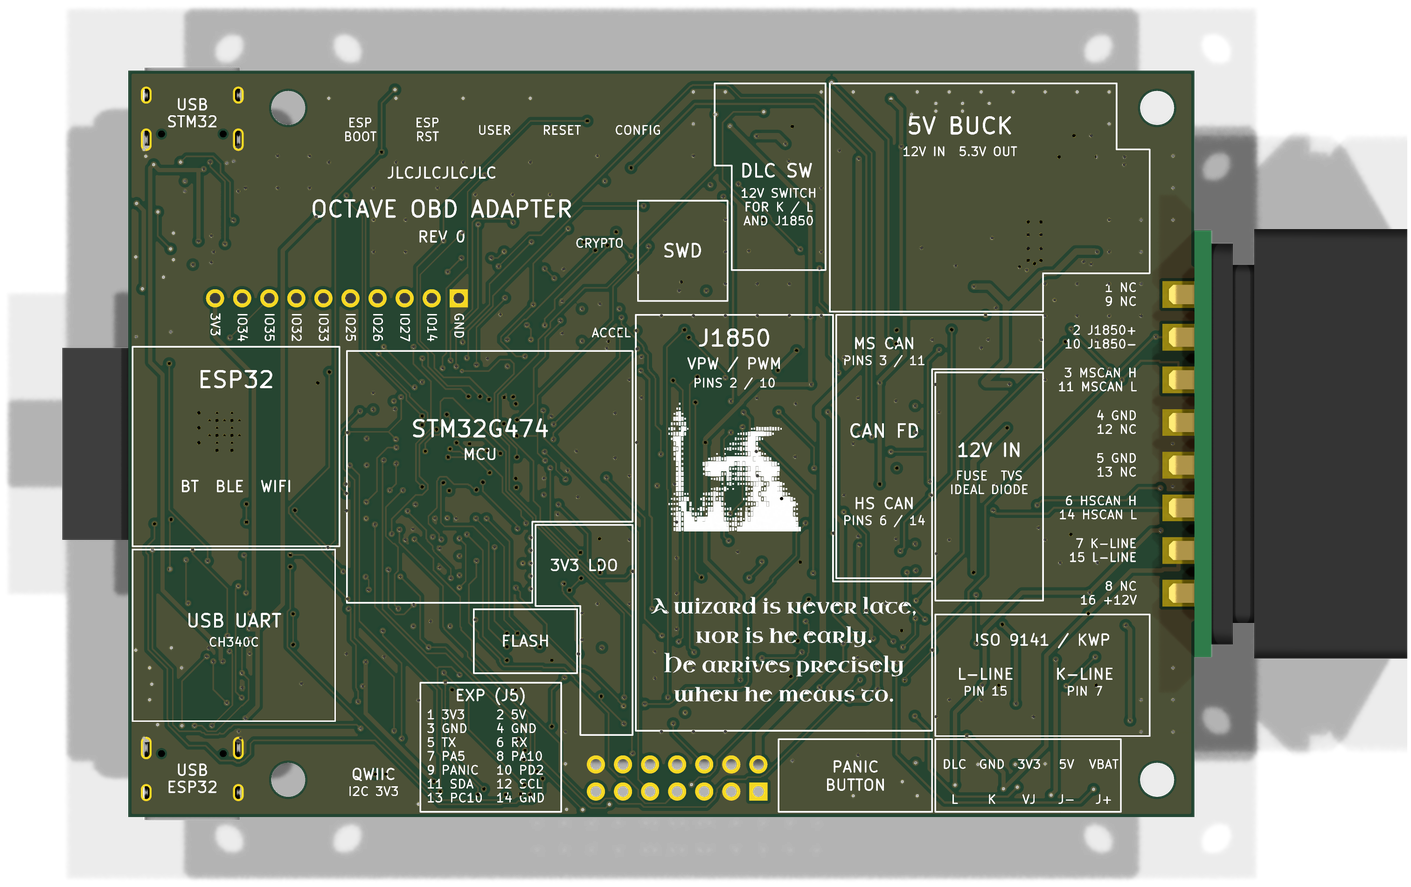 USB
STM32
ESP
BOOT
ESP
RST
USER
RESET
CONFIG
JLCJLCJLCJLC
OCTAVE OBD ADAPTER
REV 0
CRYPTO
SWD
DLC SW
12V SWITCH
FOR K / L
AND J1850
5V BUCK
12V IN 5.3V OUT
3V3
IO34
IO35
IO32
IO33
IO25
IO26
IO27
IO14
GND
ACCEL
1 NC
9 NC
2 J1850+
10 J1850-
3 MSCAN H
11 MSCAN L
4 GND
12 NC
5 GND
13 NC
6 HSCAN H
14 HSCAN L
7 K-LINE
15 L-LINE
8 NC
16 +12V
ESP32
BT BLE WIFI
STM32G474
MCU
J1850
VPW / PWM
PINS 2 / 10
MS CAN
PINS 3 / 11
CAN FD
HS CAN
PINS 6 / 14
12V IN
FUSE TVS
IDEAL DIODE
3V3 LDO
USB UART
CH340C
FLASH
A wizard is never late,
nor is he early.
He arrives precisely
when he means to.
ISO 9141 / KWP
L-LINE
PIN 15
K-LINE
PIN 7
EXP (J5)
1 3V3 2 5V
3 GND 4 GND
5 TX 6 RX
7 PA5 8 PA10
9 PANIC 10 PD2
11 SDA 12 SCL
13 PC10 14 GND
USB
ESP32
QWIIC
I2C 3V3
PANIC
BUTTON
DLC GND 3V3 5V VBAT
L K VJ J- J+